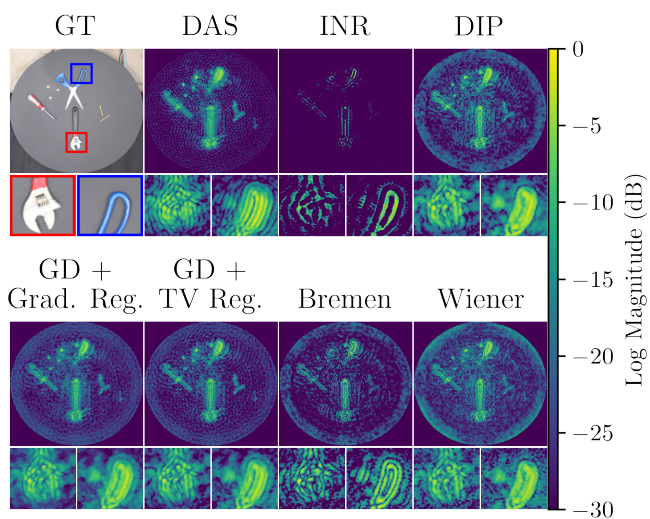 GT DAS INR DIP
GD + Grad. Reg.
GD + TV Reg.
Bremen
Wiener
0
−5
−10
−15
−20
−25
−30
Log Magnitude (dB)